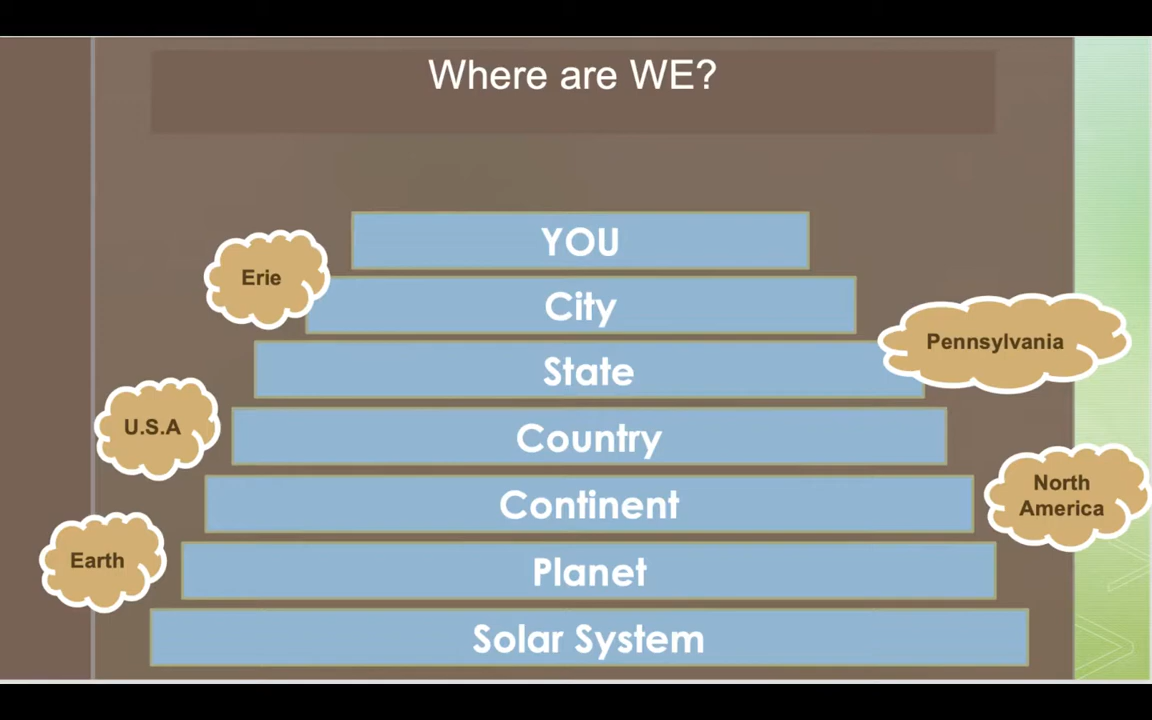 Where are WE?
YOU
Erie
City
Pennsylvania
State
U.S.A
Country
North
America
Continent
Earth
Planet
Solar System